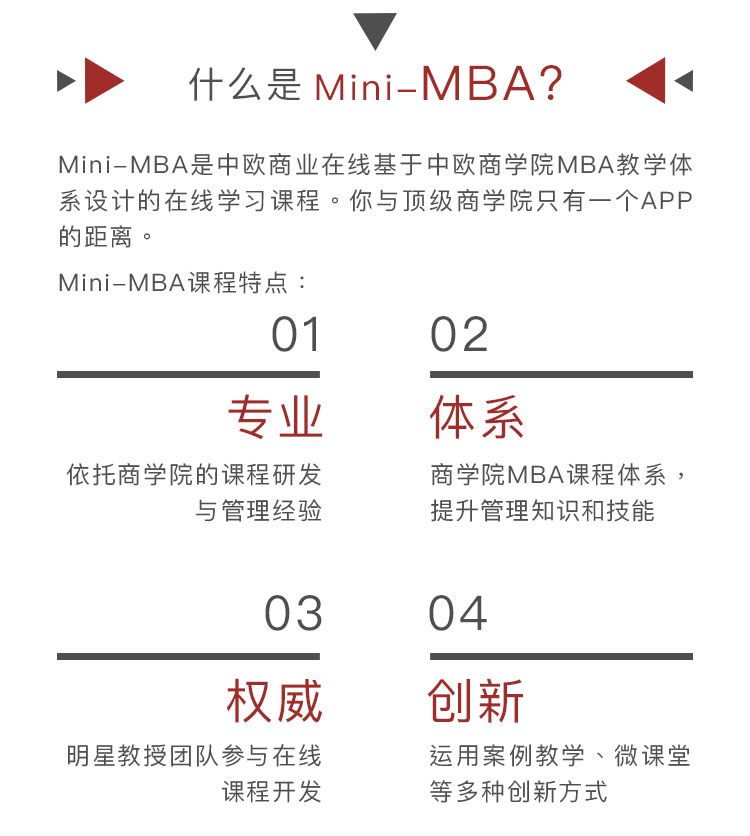 什么是 Mini-MBA?
Mini-MBA是中欧商业在线基于中欧商学院MBA教学体
系设计的在线学习课程。你与顶级商学院只有一个APP
的距离。
Mini-MBA课程特点：
01
专业
依托商学院的课程研发
与管理经验
02
体系
商学院MBA课程体系，
提升管理知识和技能
03
权威
明星教授团队参与在线
课程开发
04
创新
运用案例教学、微课堂
等多种创新方式